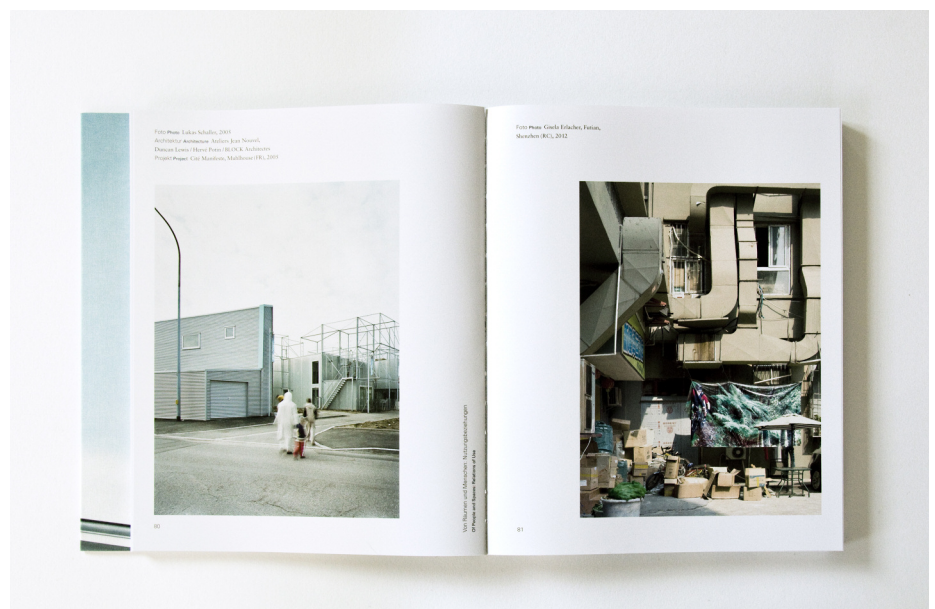 Foto Photo Lukas Schaller, 2005
Architektur Architecture Ateliers Jean Nouvel,
Duncan Lewis / Hervé Potin / BLOCK Architectes
Projekt Project Cité Manifeste, Mulhouse (FR), 2005
80
Von Räumen und Menschen: Nutzungsbeziehungen
Of People and Spaces: Relations of Use
Foto Photo Gisela Erlacher, Futian,
Shenzhen (RC), 2012
81